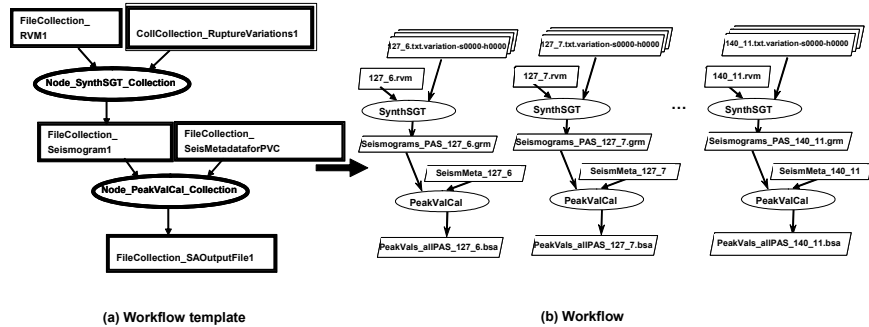 FileCollection_
RVM1
CollCollection_RuptureVariations1
Node_SynthSGT_Collection
FileCollection_
Seismogram1
FileCollection_
SeisMetadataforPVC
Node_PeakValCal_Collection
FileCollection_SAOutputFile1
(a) Workflow template
127_6.txt.variation-s0000-h0000
127_6.rvm
SynthSGT
Seismograms_PAS_127_6.grm
SeismMeta_127_6
PeakValCal
PeakVals_allPAS_127_6.bsa
127_7.txt.variation-s0000-h0000
127_7.rvm
SynthSGT
Seismograms_PAS_127_7.grm
SeismMeta_127_7
PeakValCal
PeakVals_allPAS_127_7.bsa
...
140_11.txt.variation-s0000-h0000
140_11.rvm
SynthSGT
Seismograms_PAS_140_11.grm
SeismMeta_140_11
PeakValCal
PeakVals_allPAS_140_11.bsa
(b) Workflow